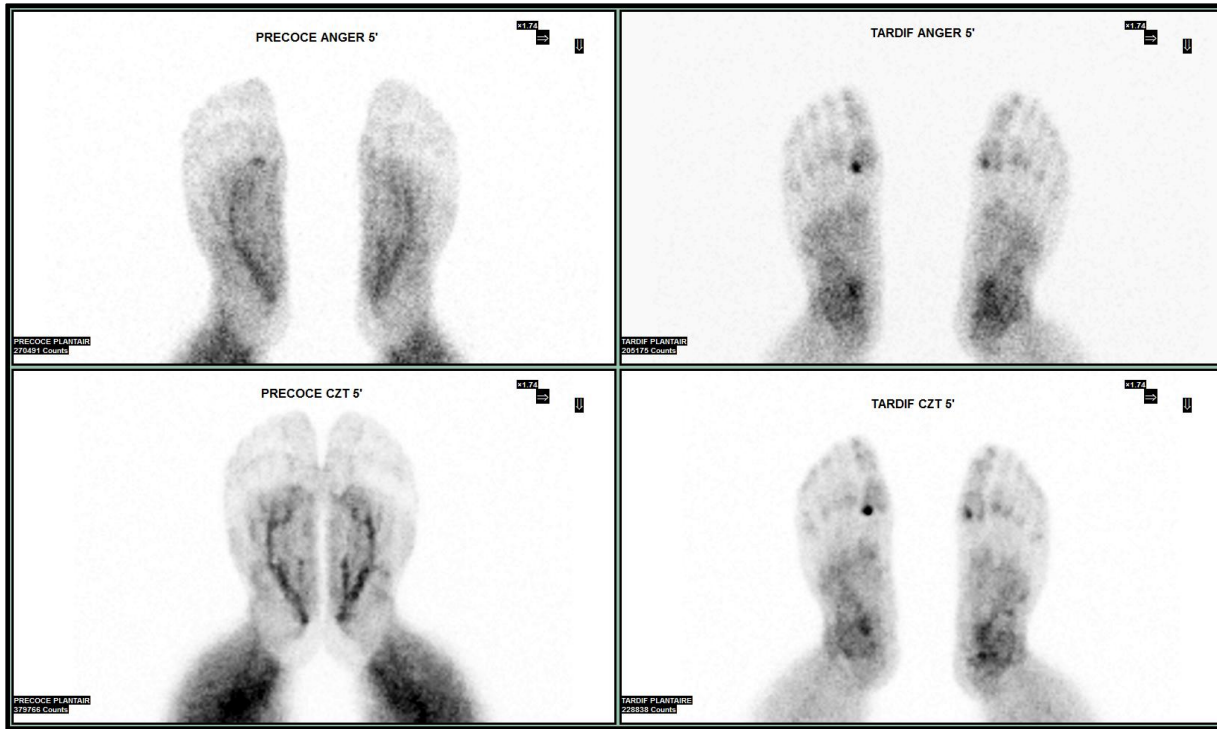 PRECOCE ANGER 5'
×1.74
PRECOCE PLANTAIR
270491 Counts
TARDIF ANGER 5'
×1.74
TARDIF PLANTAIR
205175 Counts
PRECOCE CZT 5'
×1.74
PRECOCE PLANTAIR
379766 Counts
TARDIF CZT 5'
×1.74
TARDIF PLANTAIRE
228838 Counts